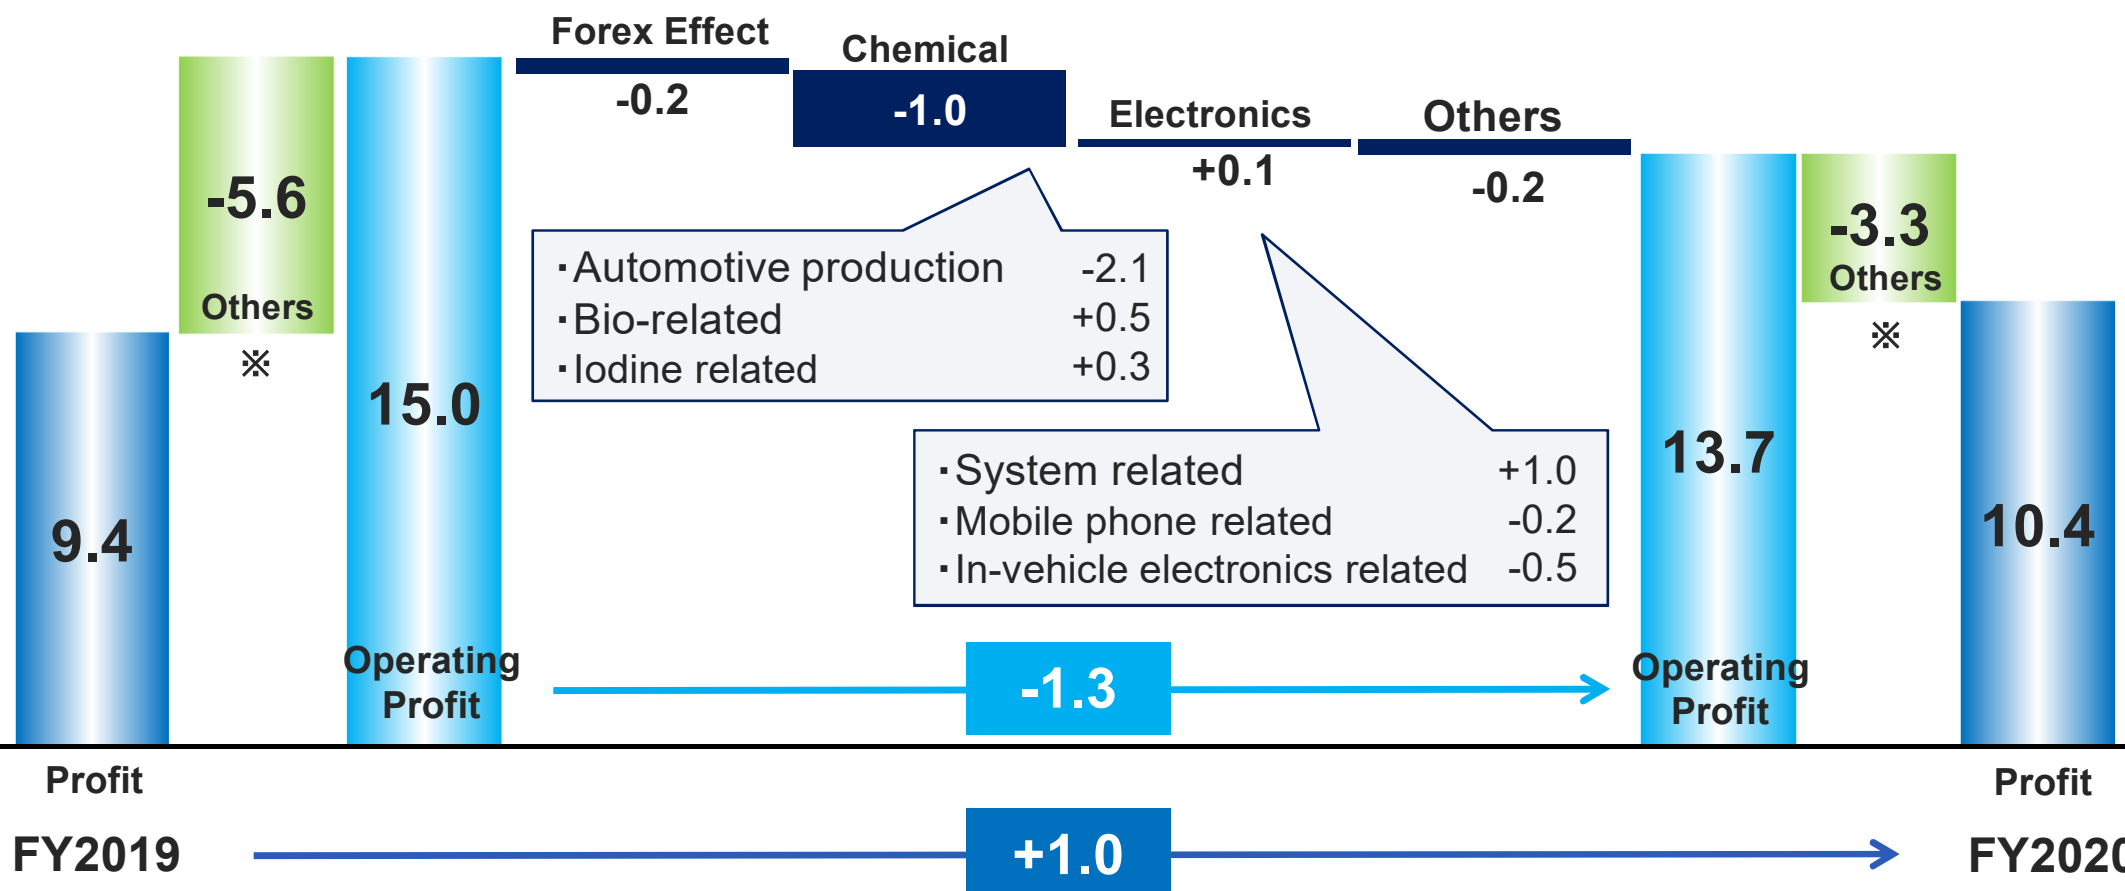 Forex Effect
-0.2
Chemical
-1.0
Electronics
+0.1
Others
-0.2
-5.6
Others
※
15.0
Operating
Profit
9.4
・Automotive production -2.1
・Bio-related +0.5
・Iodine related +0.3
・System related +1.0
・Mobile phone related -0.2
・In-vehicle electronics related -0.5
13.7
Operating
Profit
-3.3
Others
※
10.4
-1.3
Profit
Profit
FY2019
+1.0
FY2020